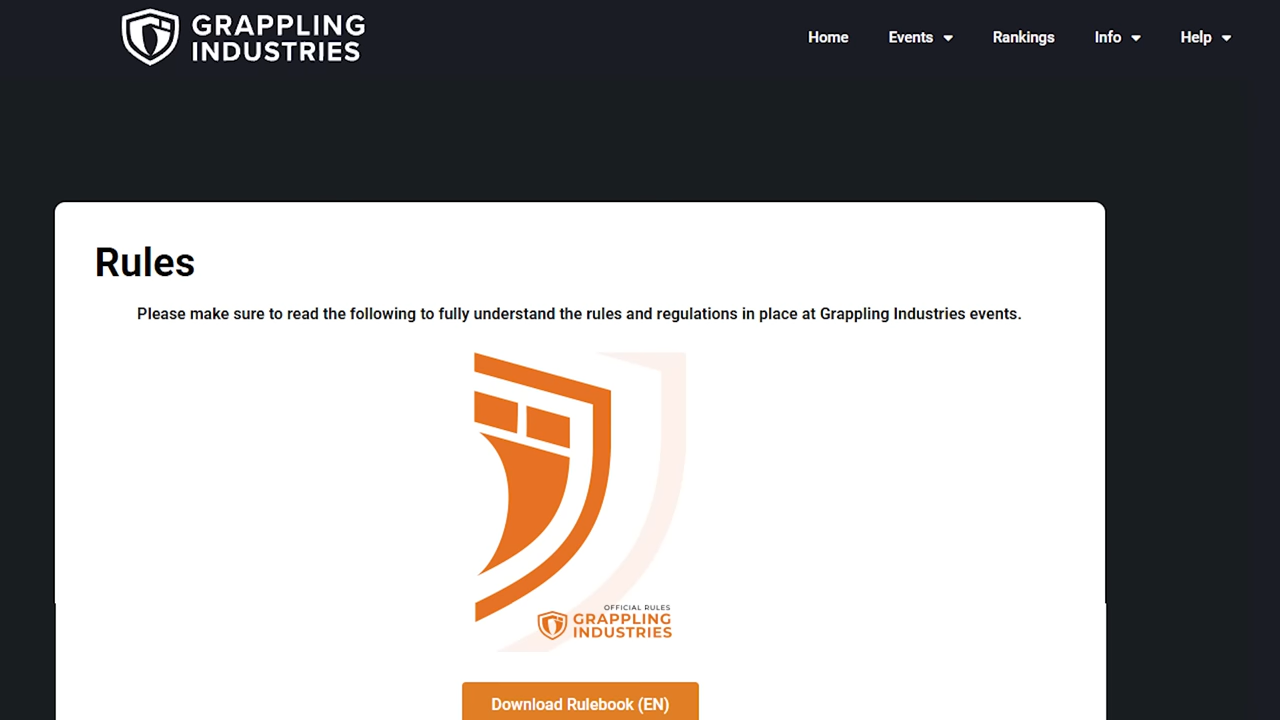 GRAPPLING
INDUSTRIES
Home Events Rankings Info Help
Rules
Please make sure to read the following to fully understand the rules and regulations in place at Grappling Industries events.
OFFICIAL RULES
GRAPPLING
INDUSTRIES
Download Rulebook (EN)